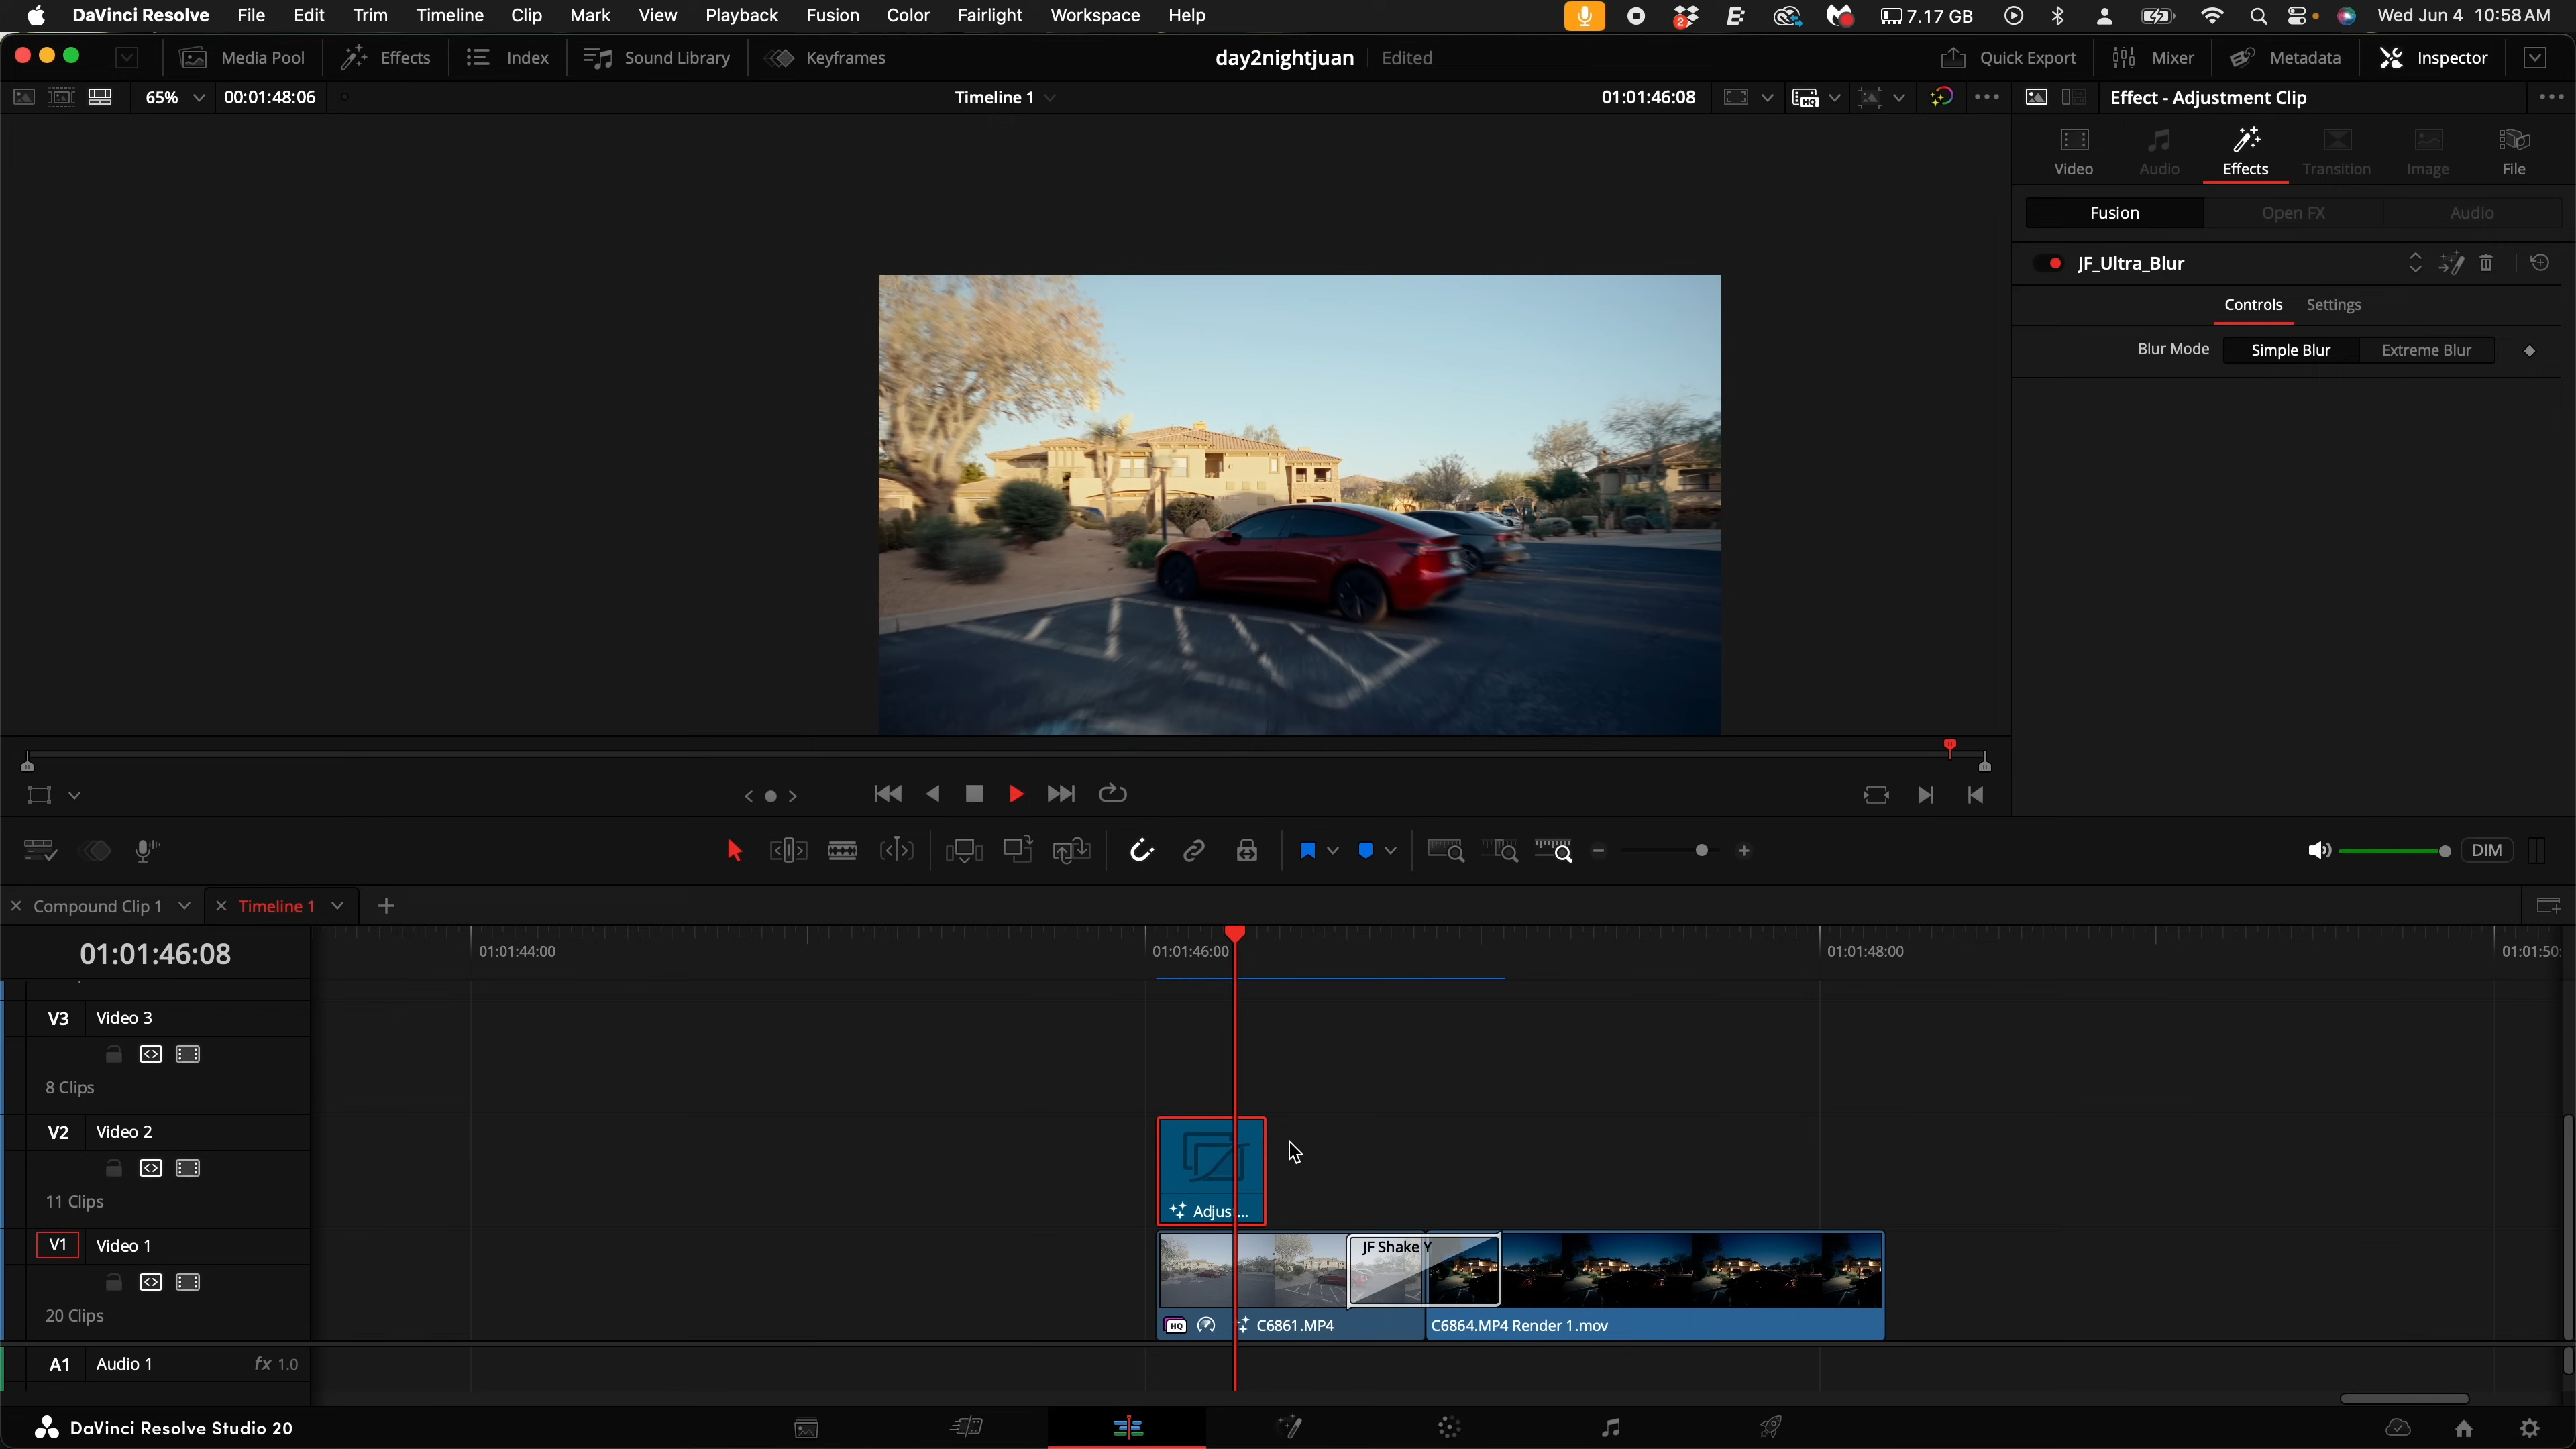 DaVinci Resolve File Edit Trim Timeline Clip Mark View Playback Fusion Color Fairlight Workspace Help 2 7.17 GB Wed Jun 4 10:58 AM
Media Pool Effects Index Sound Library Keyframes day2nightjuan Edited Quick Export Mixer Metadata Inspector
65% 00:01:48:06 Timeline 1 01:01:46:08 HQ Effect - Adjustment Clip
Video Audio Effects Transition Image File
Fusion Open FX Audio
JF_Ultra_Blur
Controls Settings
Blur Mode Simple Blur Extreme Blur
DIM
Compound Clip 1 Timeline 1
01:01:46:08 01:01:44:00 01:01:46:00 01:01:48:00 01:01:50:
V3 Video 3
8 Clips
V2 Video 2
11 Clips
Adjus...
V1 Video 1
JF Shake Y
20 Clips
HQ C6861.MP4 C6864.MP4 Render 1.mov
A1 Audio 1 fx 1.0
DaVinci Resolve Studio 20